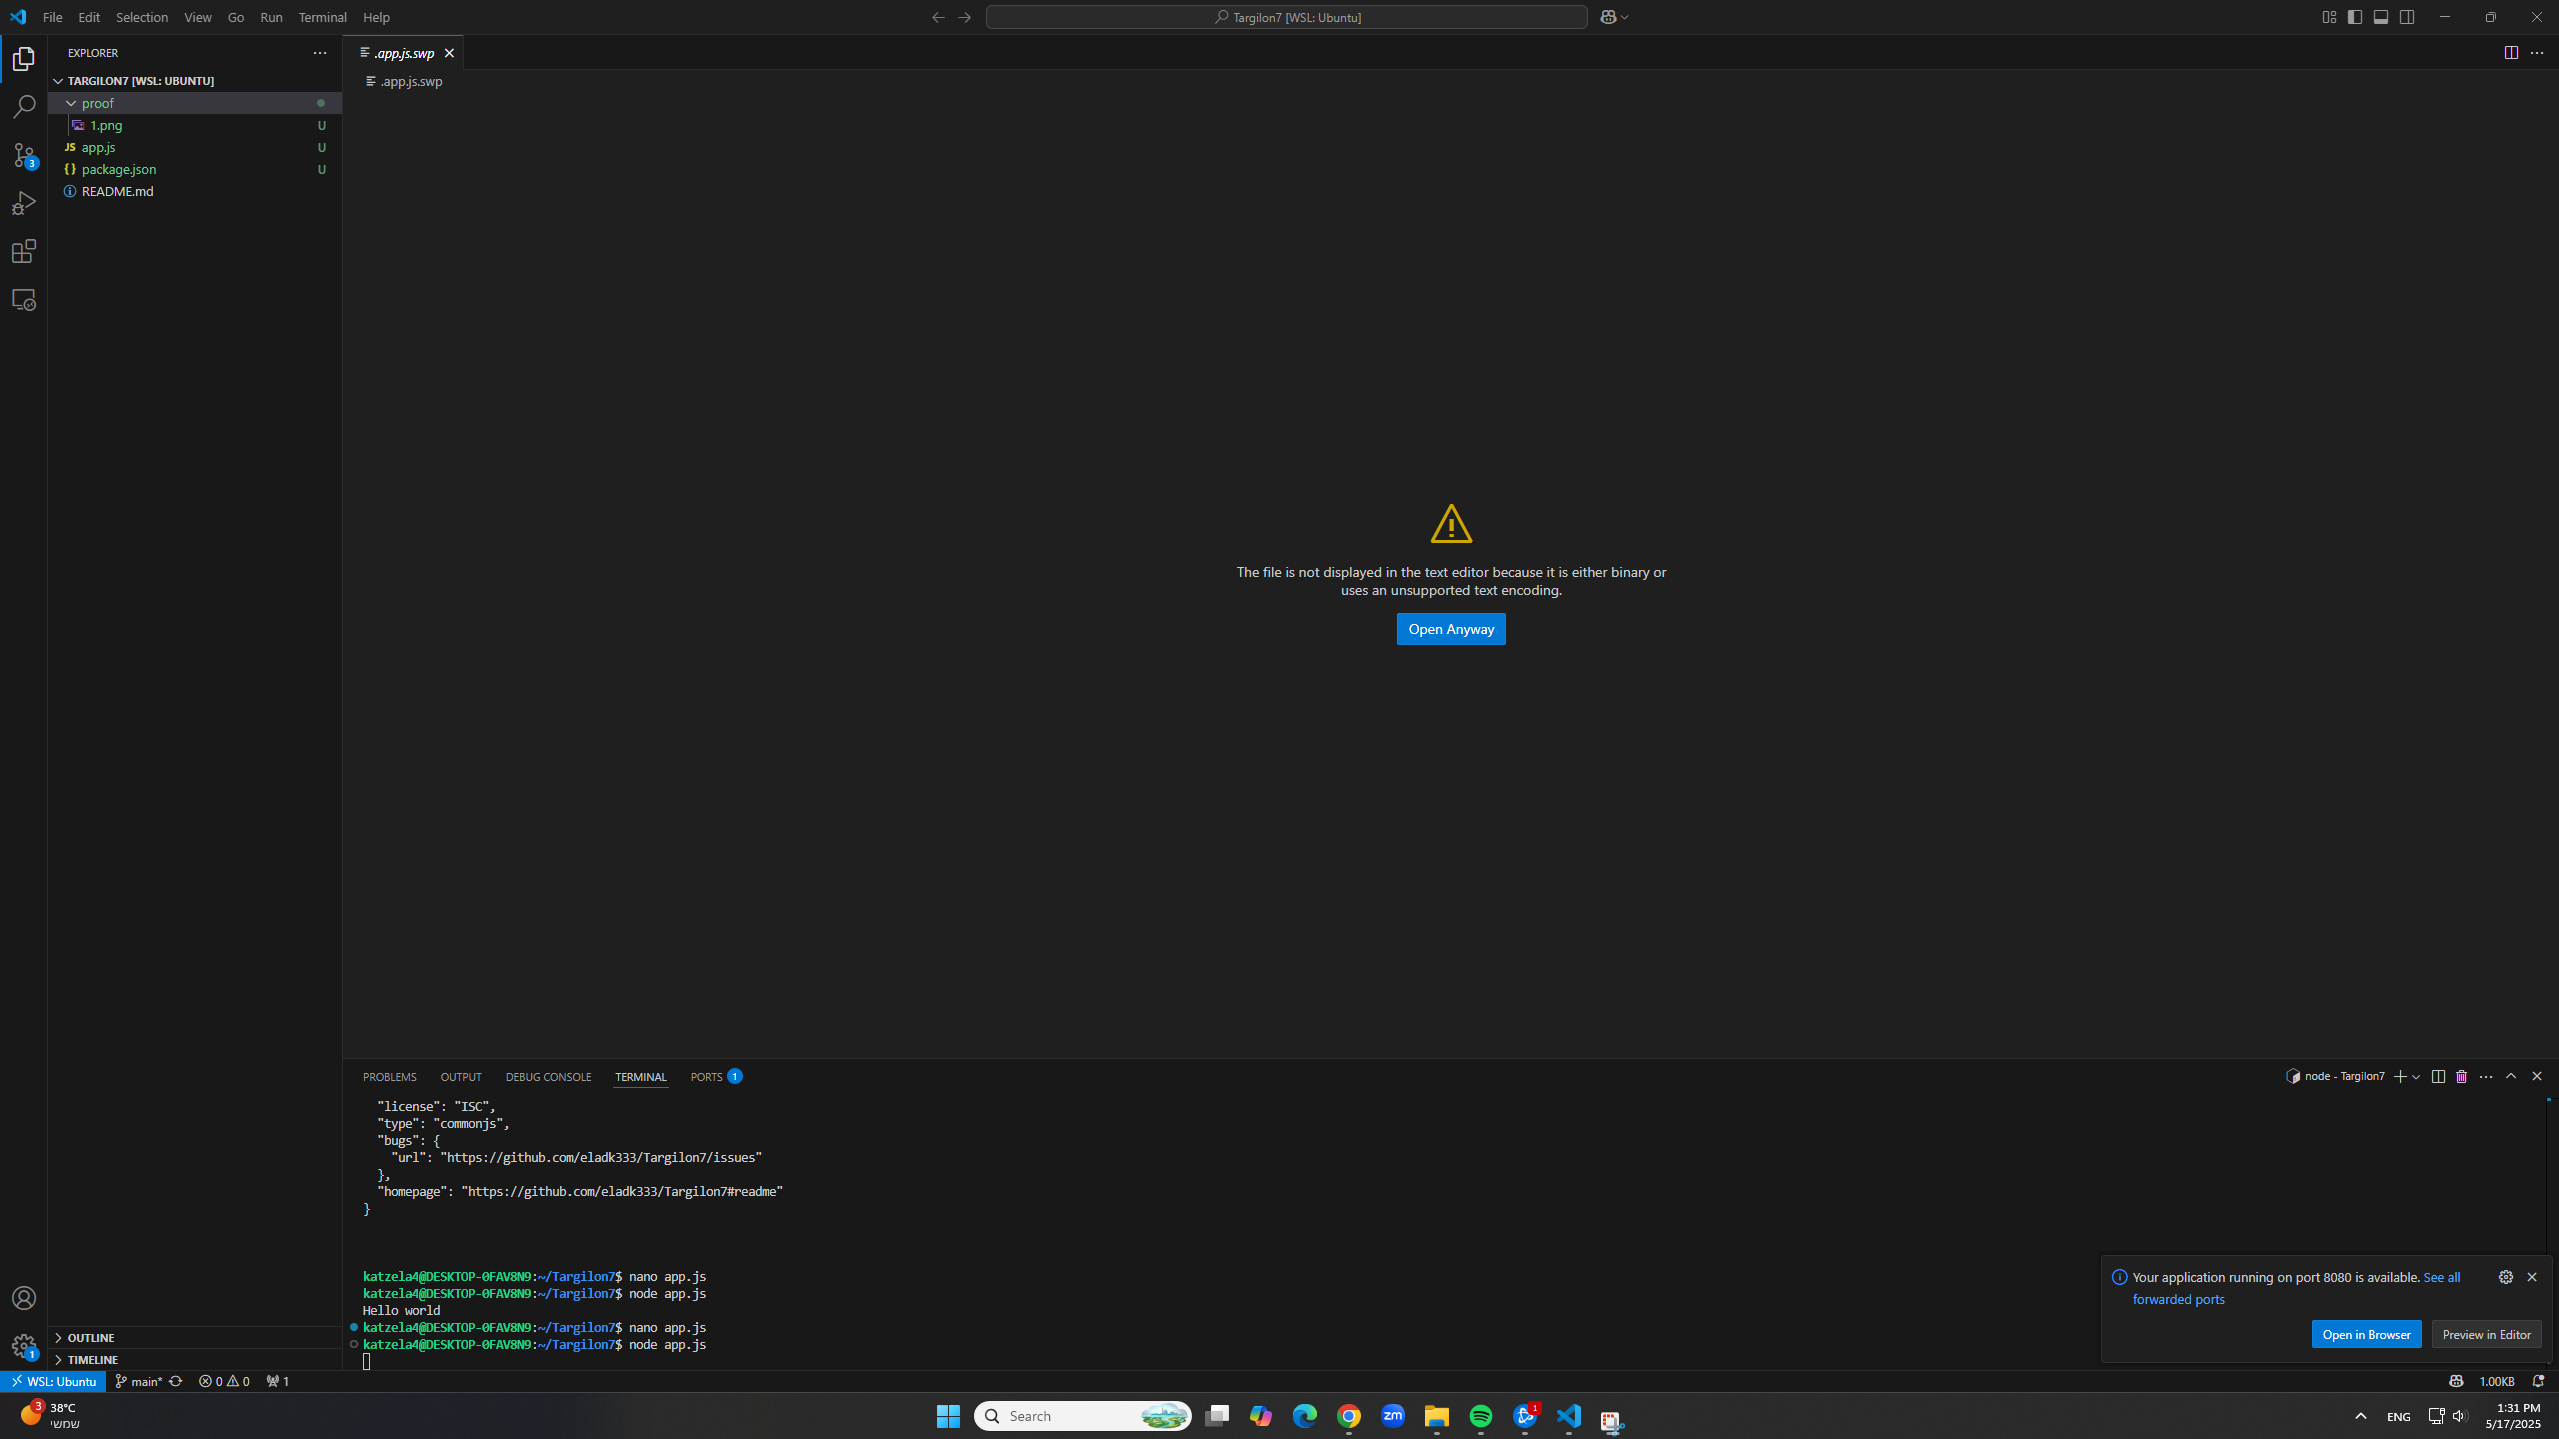 File Edit Selection View Go Run Terminal Help
Targilon7 [WSL: Ubuntu]
EXPLORER
TARGILON7 [WSL: UBUNTU]
proof
1.png U
JS app.js U
{} package.json U
README.md
3
.app.js.swp
.app.js.swp
The file is not displayed in the text editor because it is either binary or
uses an unsupported text encoding.
Open Anyway
PROBLEMS OUTPUT DEBUG CONSOLE TERMINAL PORTS 1
node - Targilon7
"license": "ISC",
"type": "commonjs",
"bugs": {
"url": "https://github.com/eladk333/Targilon7/issues"
},
"homepage": "https://github.com/eladk333/Targilon7#readme"
}
katzela4@DESKTOP-0FAV8N9:~/Targilon7$ nano app.js
katzela4@DESKTOP-0FAV8N9:~/Targilon7$ node app.js
Hello world
katzela4@DESKTOP-0FAV8N9:~/Targilon7$ nano app.js
katzela4@DESKTOP-0FAV8N9:~/Targilon7$ node app.js
Your application running on port 8080 is available. See all
forwarded ports
Open in Browser Preview in Editor
OUTLINE
TIMELINE
1
WSL: Ubuntu main* 0 0 1 1.00KB
3
38°C
שמשי
Search
zm
1
ENG
1:31 PM
5/17/2025